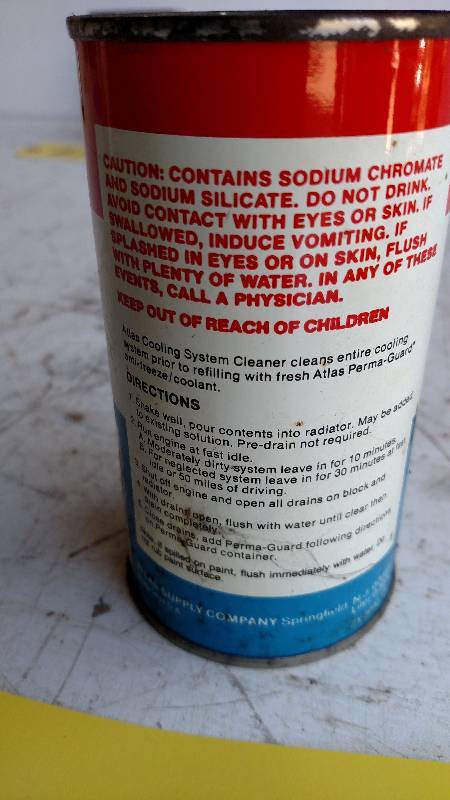 CAUTION: CONTAINS SODIUM CHROMATE
AND SODIUM SILICATE. DO NOT DRINK.
AVOID CONTACT WITH EYES OR SKIN. IF
SWALLOWED, INDUCE VOMITING. IF
SPLASHED IN EYES OR ON SKIN, FLUSH
WITH PLENTY OF WATER. IN ANY OF THESE
EVENTS, CALL A PHYSICIAN.
KEEP OUT OF REACH OF CHILDREN
Atlas Cooling System Cleaner cleans entire cooling
system prior to refilling with fresh Atlas Perma-Guard
anti-freeze/coolant.
DIRECTIONS
1. Shake well, pour contents into radiator. May be added
to existing solution. Pre-drain not required.
2. Run engine at fast idle.
A. Moderately dirty system leave in for 10 minutes.
B. For neglected system leave in for 30 minutes at fast
idle or 50 miles of driving.
3. Shut off engine and open all drains on block and
radiator.
4. With drains open, flush with water until clear then
drain completely.
5. Close drains, add Perma-Guard following directions
on Perma-Guard container.
Note: If spilled on paint, flush immediately with water. Do
not rub paint surface.
ATLAS SUPPLY COMPANY Springfield, N.J.